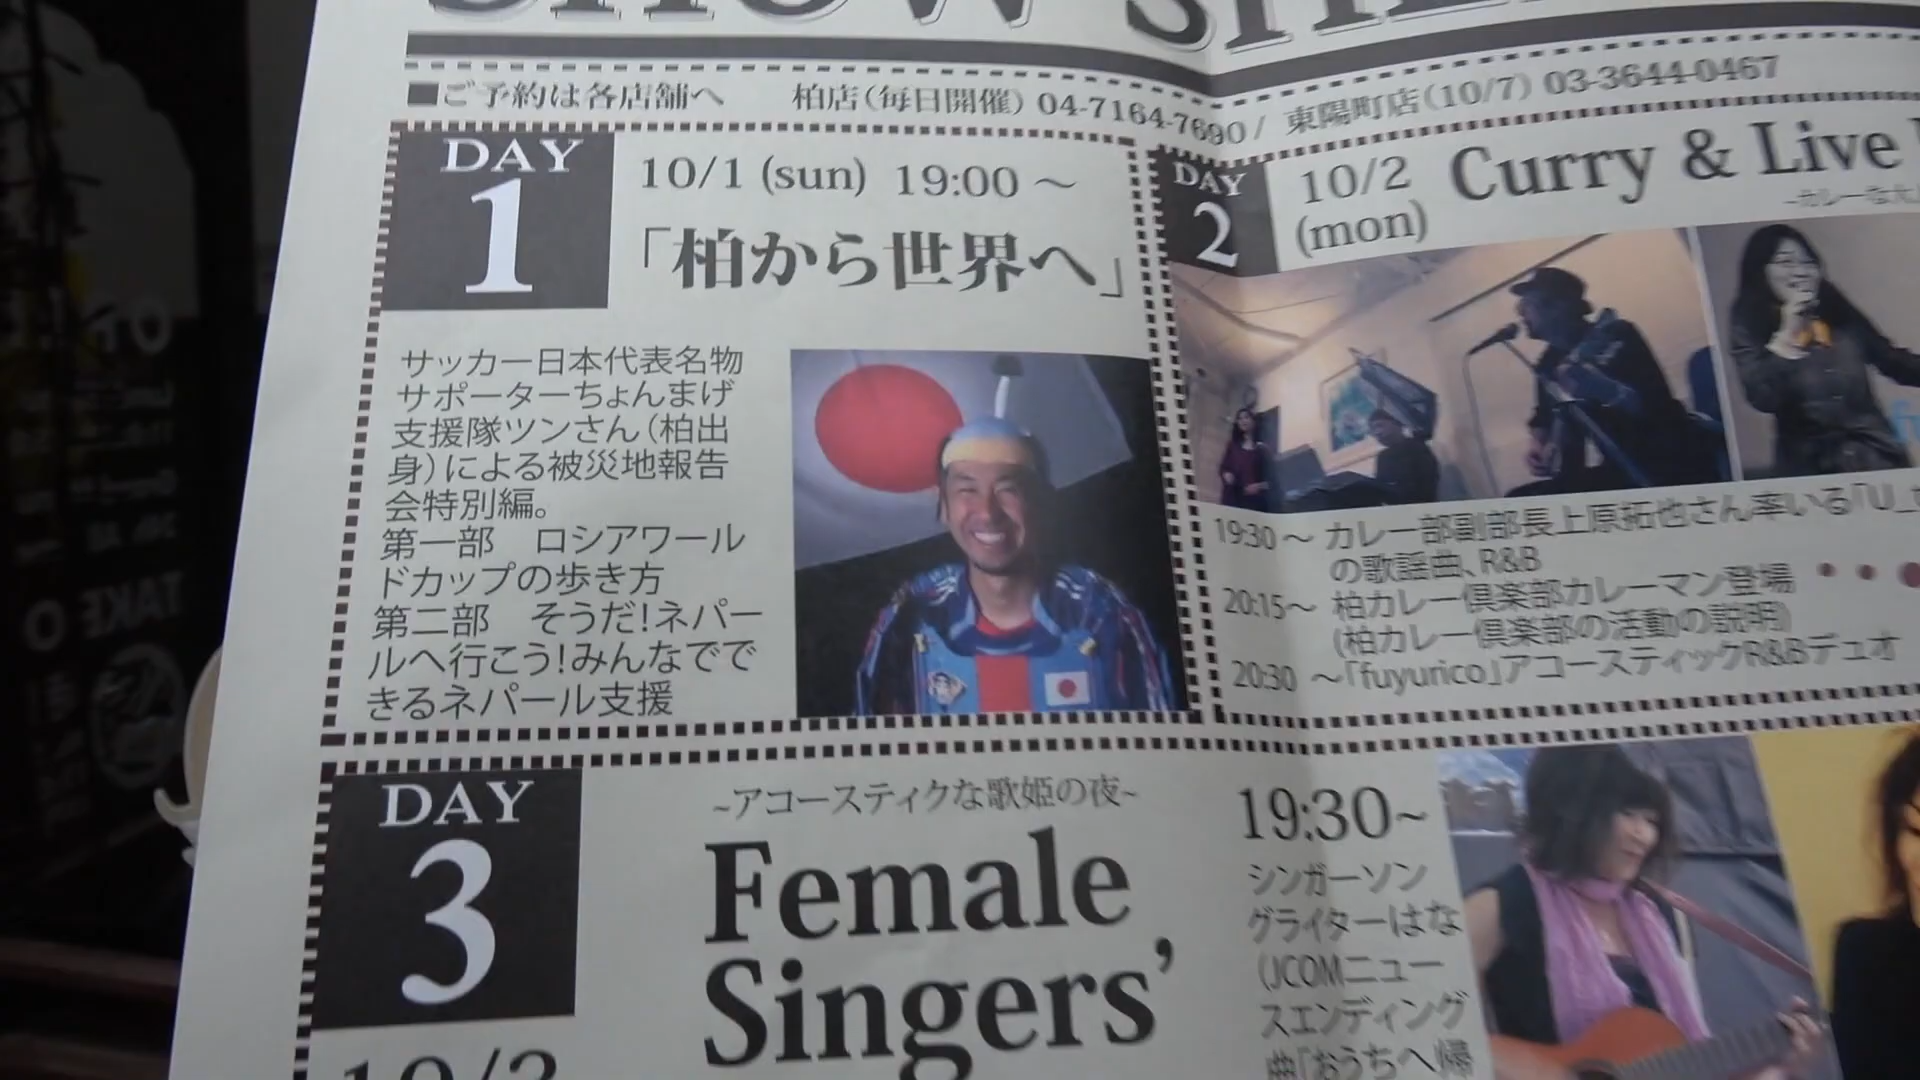 ■ご予約は各店舗へ　柏店(毎日開催) 04-7164-7690 / 東陽町店(10/7) 03-3644-0467
DAY
1
10/1 (sun) 19:00 ～
「柏から世界へ」
サッカー日本代表名物
サポーターちょんまげ
支援隊ツンさん(柏出
身)による被災地報告
会特別編。
第一部　ロシアワール
ドカップの歩き方
第二部　そうだ!ネパー
ルへ行こう!みんなでで
きるネパール支援
DAY
2
10/2
(mon)
Curry & Live
~カレーな大
19:30 ～ カレー部副部長上原拓也さん率いる「U_
の歌謡曲、R&B
20:15～ 柏カレー倶楽部カレーマン登場
(柏カレー倶楽部の活動の説明)
20:30 ～「fuyurico」アコースティックR&Bデュオ
DAY
3
10/3
~アコースティクな歌姫の夜~
Female
Singers'
19:30~
シンガーソン
グライターはな
(JCOMニュー
スエンディング
曲「おうちへ帰